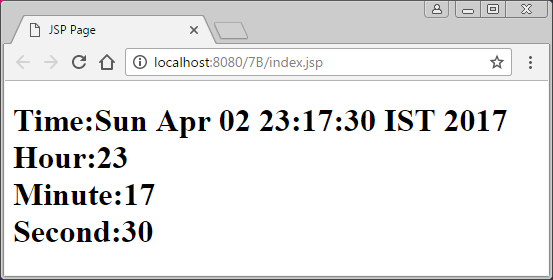 JSP Page
localhost:8080/7B/index.jsp
Time:Sun Apr 02 23:17:30 IST 2017
Hour:23
Minute:17
Second:30